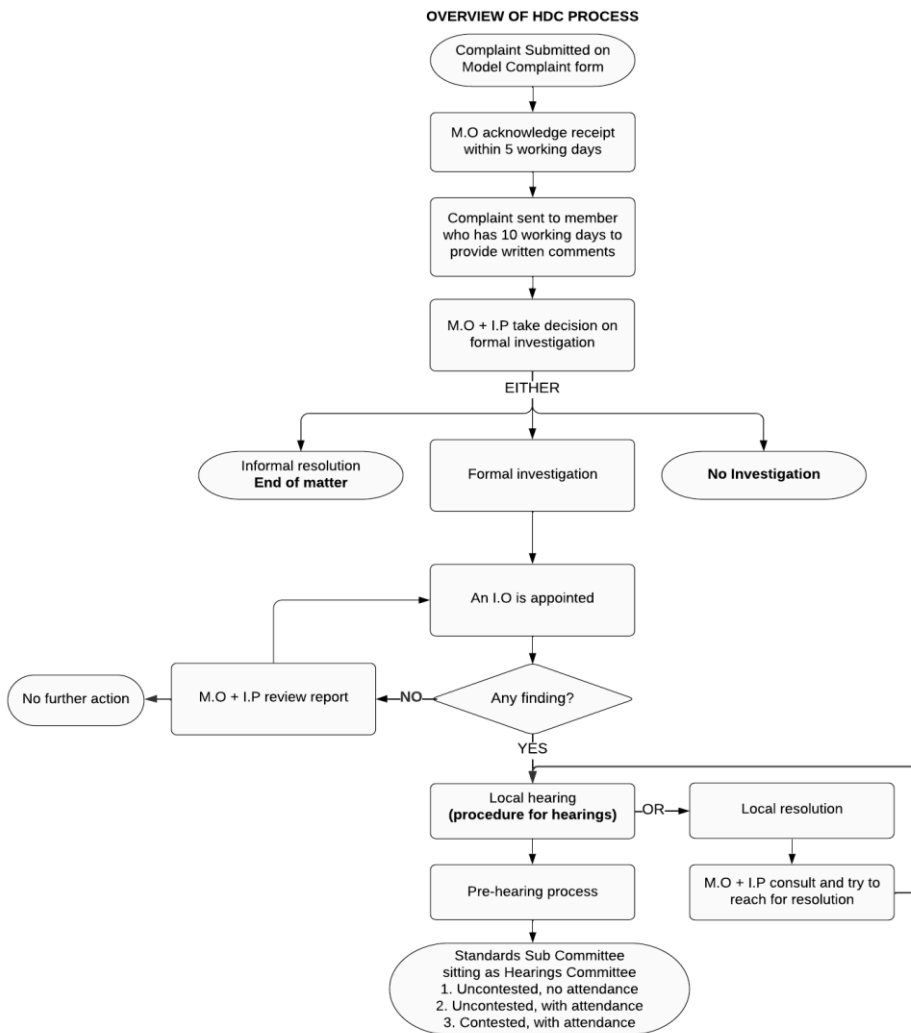 OVERVIEW OF HDC PROCESS
Complaint Submitted on
Model Complaint form
M.O acknowledge receipt
within 5 working days
Complaint sent to member
who has 10 working days to
provide written comments
M.O + I.P take decision on
formal investigation
EITHER
Informal resolution
End of matter
Formal investigation
No Investigation
An I.O is appointed
Any finding?
NO
M.O + I.P review report
No further action
YES
Local hearing
(procedure for hearings)
OR
Local resolution
M.O + I.P consult and try to
reach for resolution
Pre-hearing process
Standards Sub Committee
sitting as Hearings Committee
1. Uncontested, no attendance
2. Uncontested, with attendance
3. Contested, with attendance